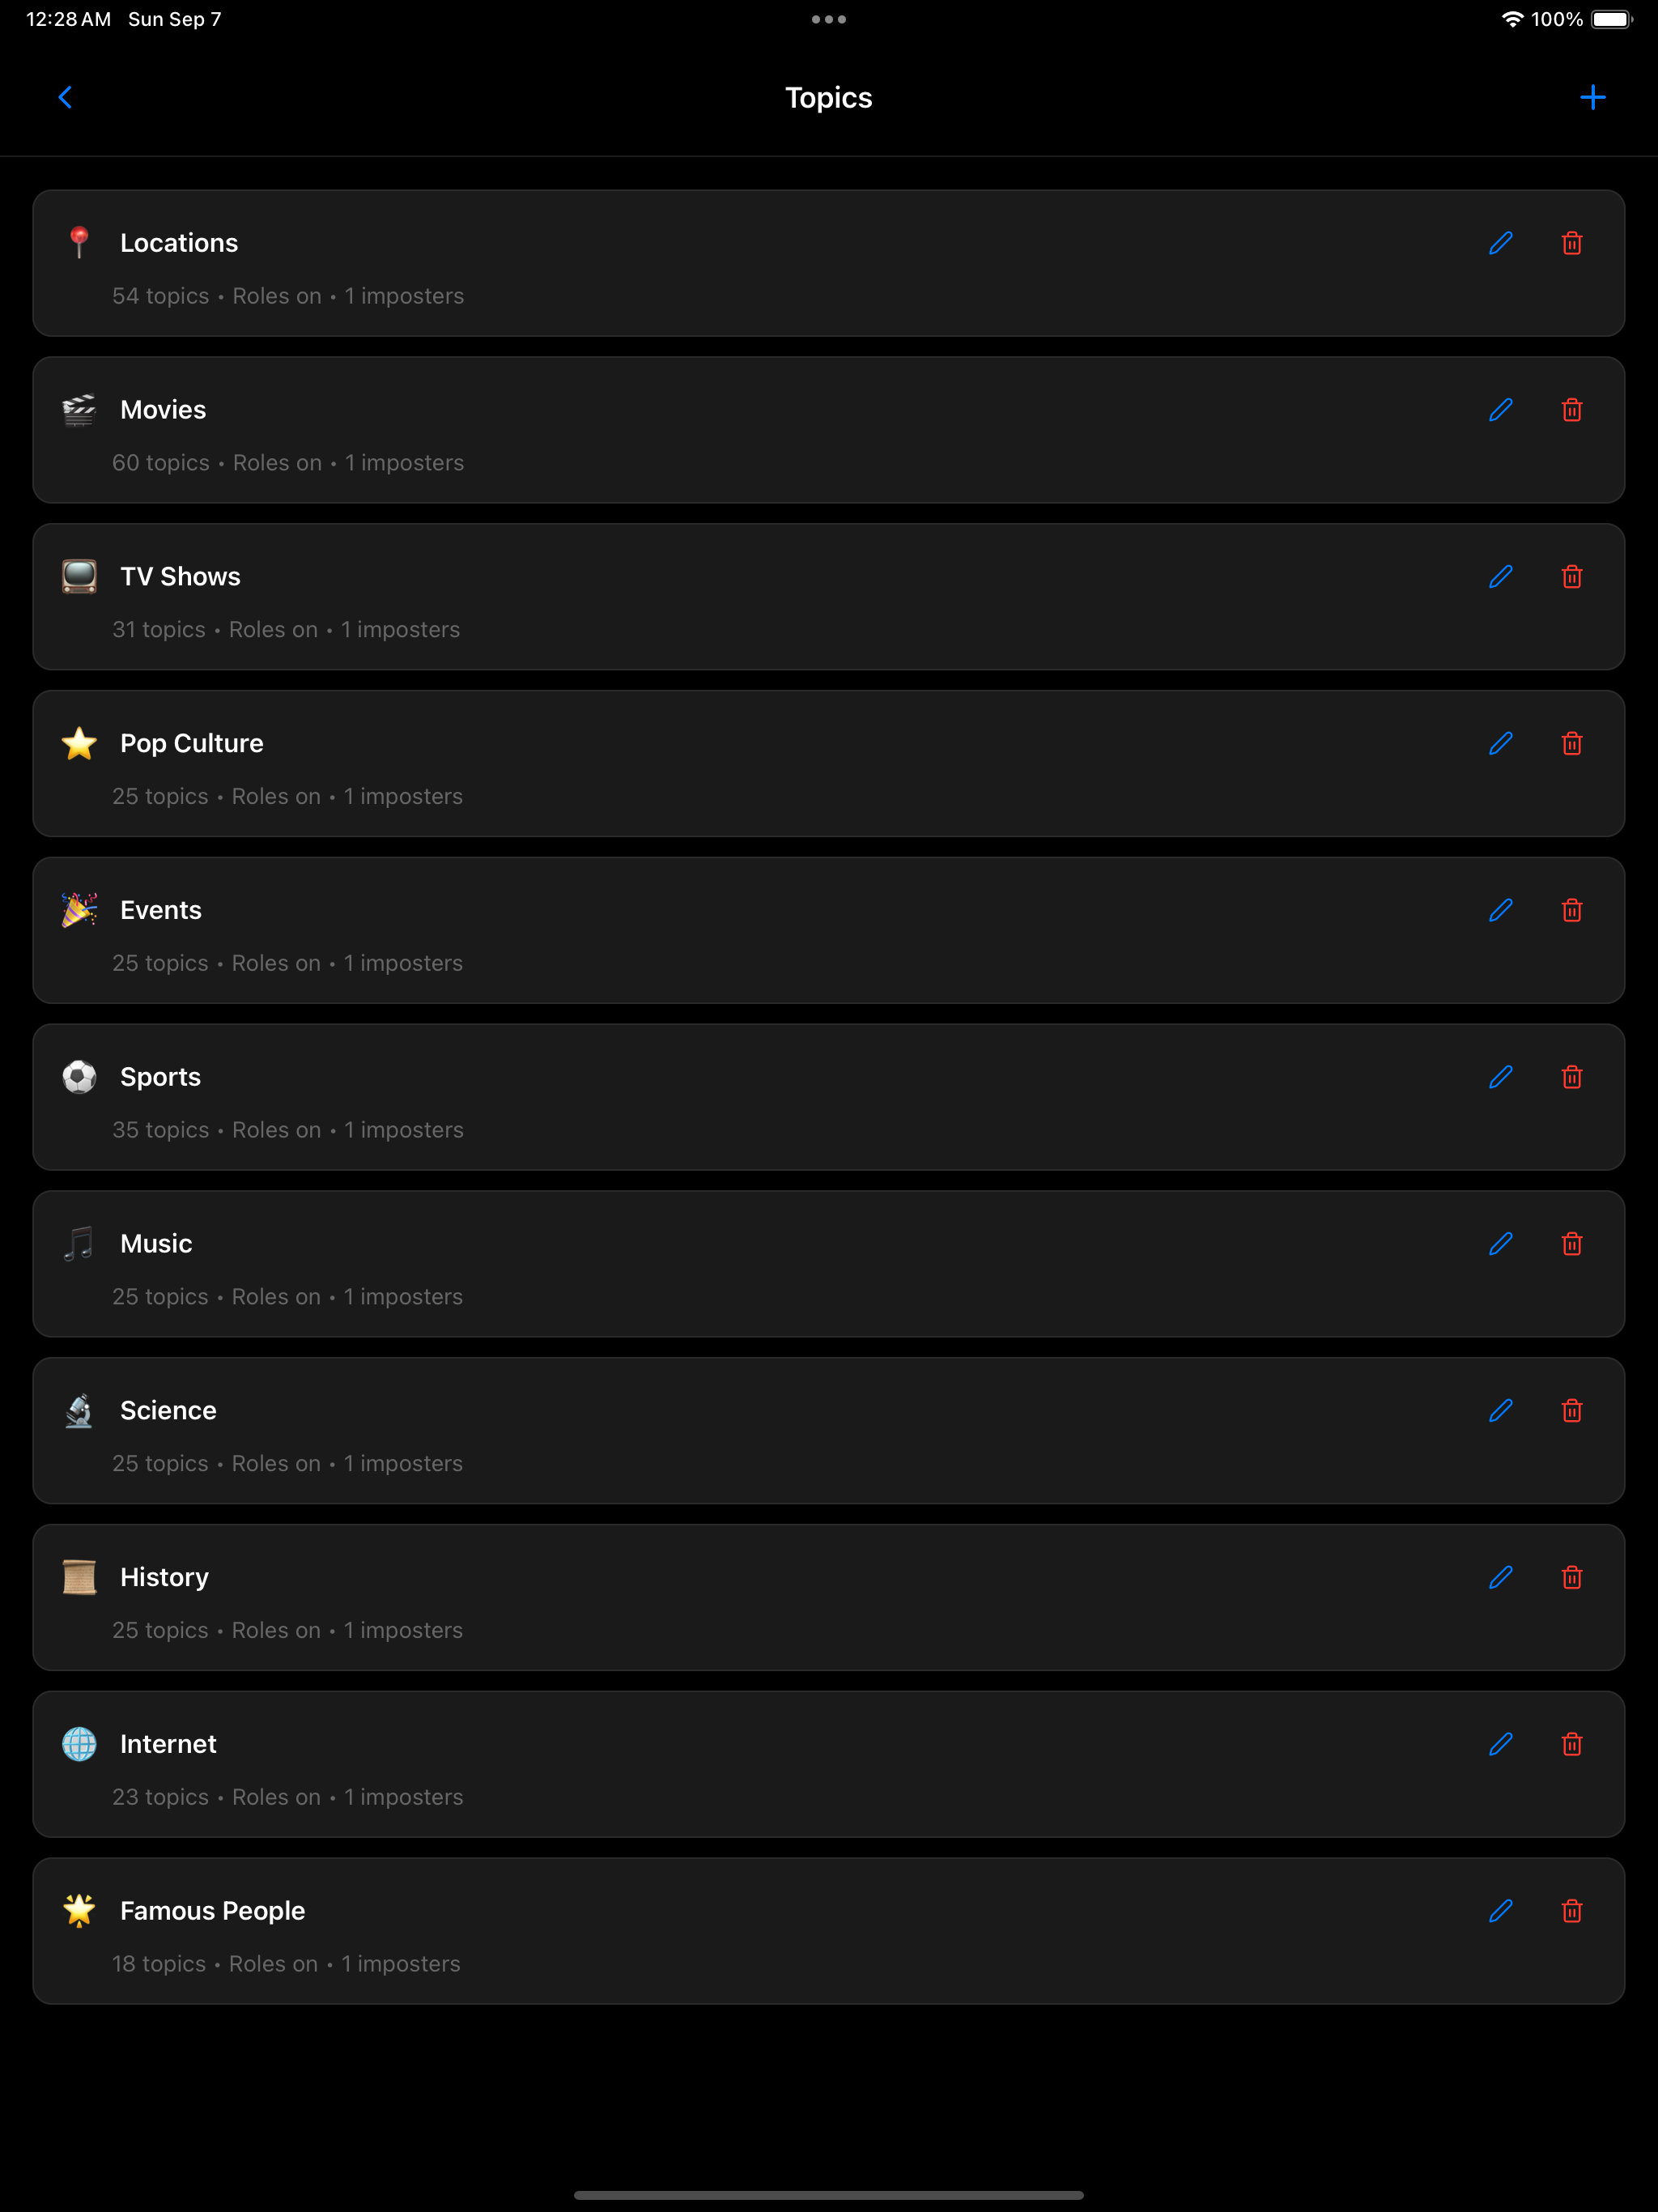 12:28 AM Sun Sep 7
100%
Topics
Locations
54 topics • Roles on • 1 imposters
Movies
60 topics • Roles on • 1 imposters
TV Shows
31 topics • Roles on • 1 imposters
Pop Culture
25 topics • Roles on • 1 imposters
Events
25 topics • Roles on • 1 imposters
Sports
35 topics • Roles on • 1 imposters
Music
25 topics • Roles on • 1 imposters
Science
25 topics • Roles on • 1 imposters
History
25 topics • Roles on • 1 imposters
Internet
23 topics • Roles on • 1 imposters
Famous People
18 topics • Roles on • 1 imposters